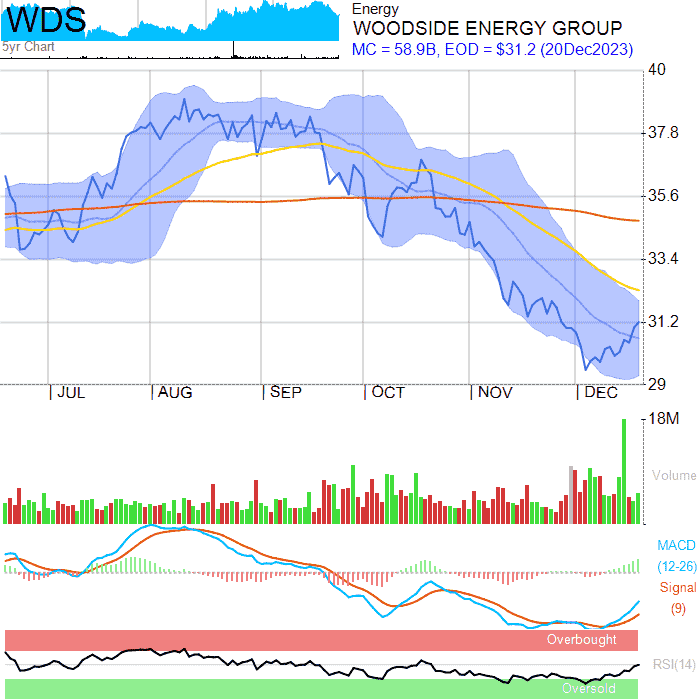 WDS
5yr Chart
Energy
WOODSIDE ENERGY GROUP
MC = 58.9B, EOD = $31.2 (20Dec2023)
40
37.8
35.6
33.4
31.2
29
JUL AUG SEP OCT NOV DEC
18M
Volume
MACD
(12-26)
Signal
(9)
Overbought
RSI(14)
Oversold